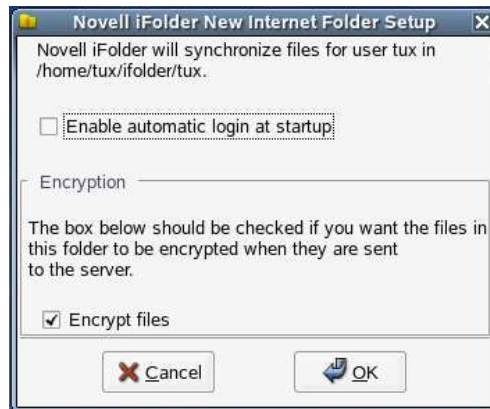 Novell iFolder New Internet Folder Setup
Novell iFolder will synchronize files for user tux in
/home/tux/ifolder/tux.
Enable automatic login at startup
Encryption
The box below should be checked if you want the files in
this folder to be encrypted when they are sent
to the server.
Encrypt files
Cancel
OK